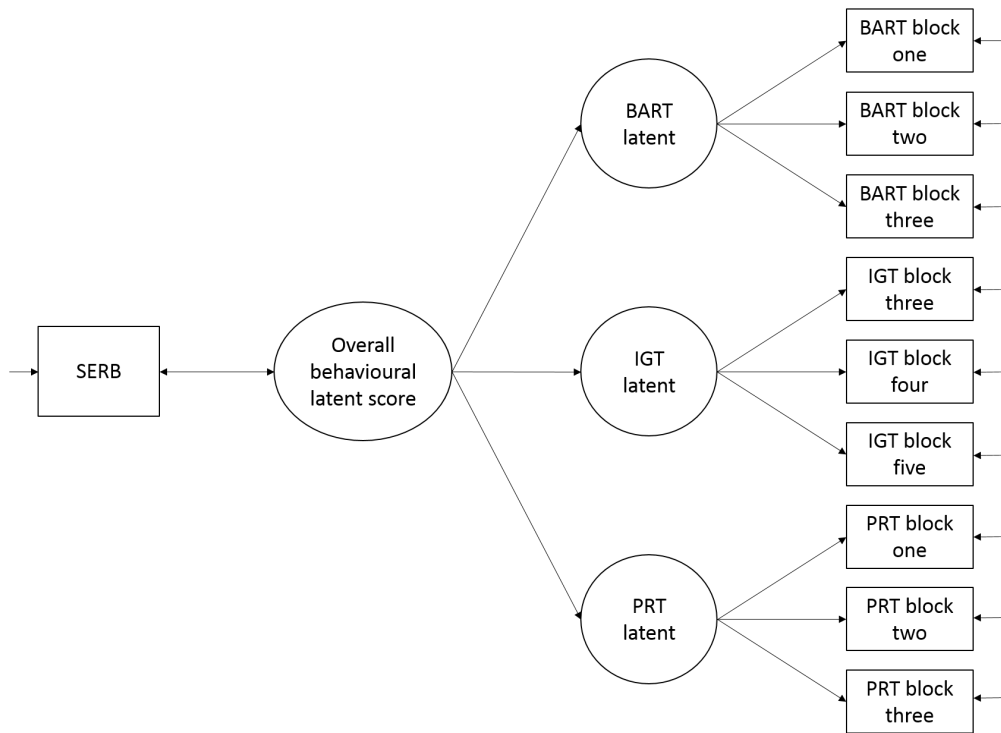 SERB
Overall
behavioural
latent score
BART
latent
IGT
latent
PRT
latent
BART block
one
BART block
two
BART block
three
IGT block
three
IGT block
four
IGT block
five
PRT block
one
PRT block
two
PRT block
three